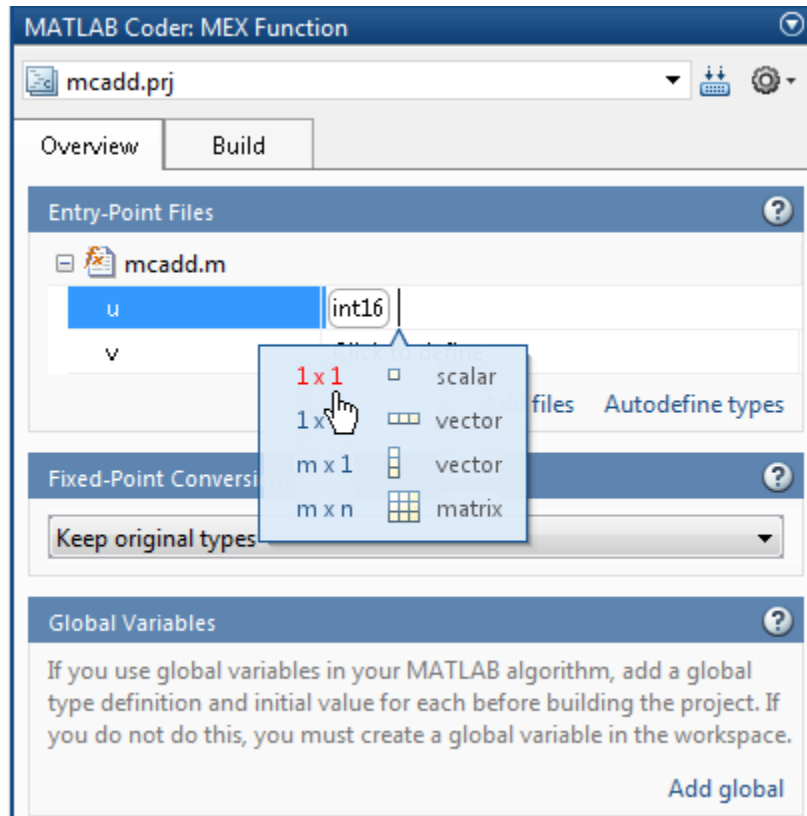 MATLAB Coder: MEX Function
mcadd.prj
Overview Build
Entry-Point Files
mcadd.m
u int16
v
1 x 1 scalar
files Autodefine types
1 x vector
m x 1 vector
Fixed-Point
m x n matrix
Keep original types
Global Variables
If you use global variables in your MATLAB algorithm, add a global
type definition and initial value for each before building the project. If
you do not do this, you must create a global variable in the workspace.
Add global